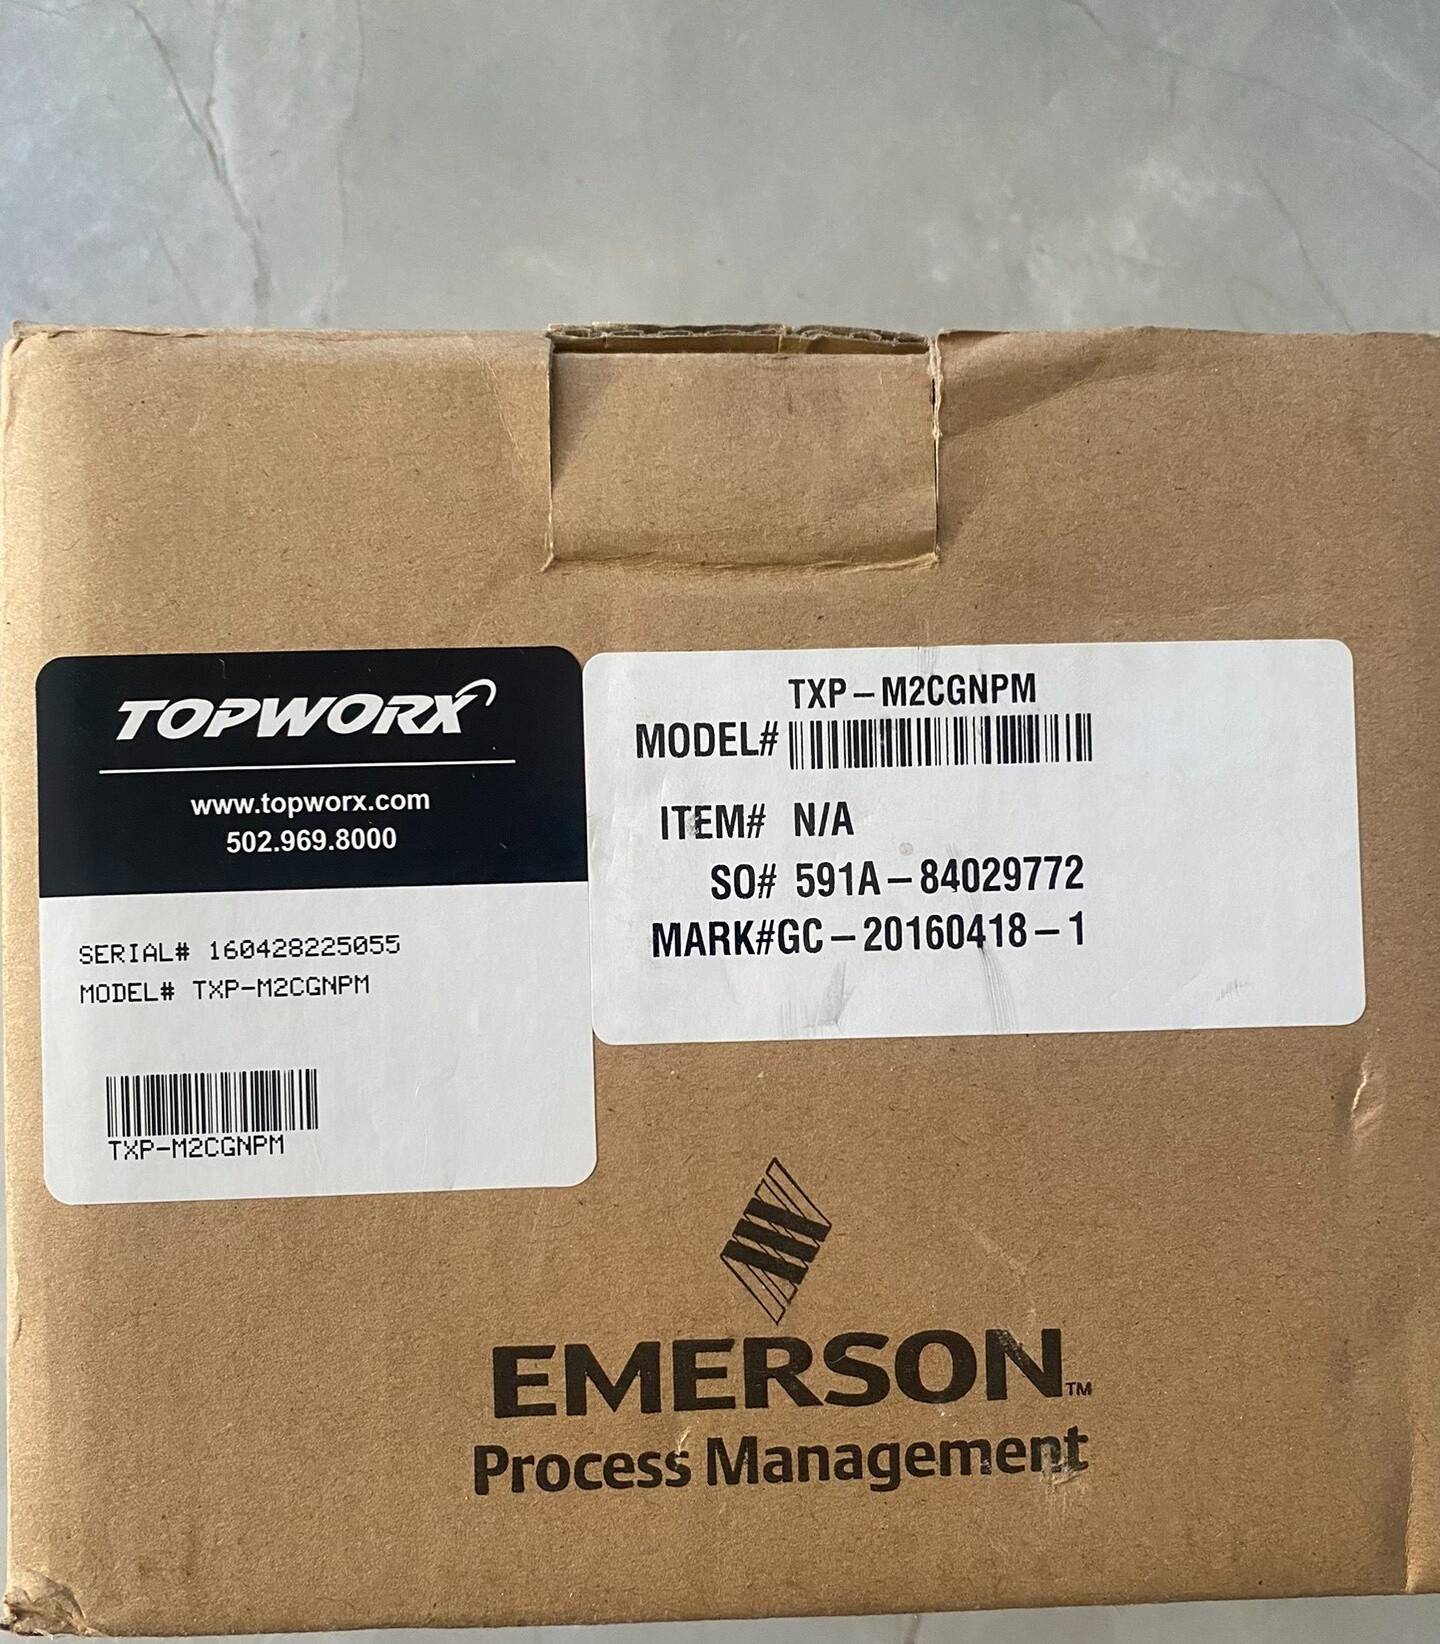 TOPWORX
www.topworx.com
502.969.8000
SERIAL# 160428225055
MODEL# TXP-M2CGNPM
TXP-M2CGNPM
TXP-M2CGNPM
MODEL#
ITEM# N/A
SO# 591A-84029772
MARK#GC-20160418-1
EMERSON™
Process Management